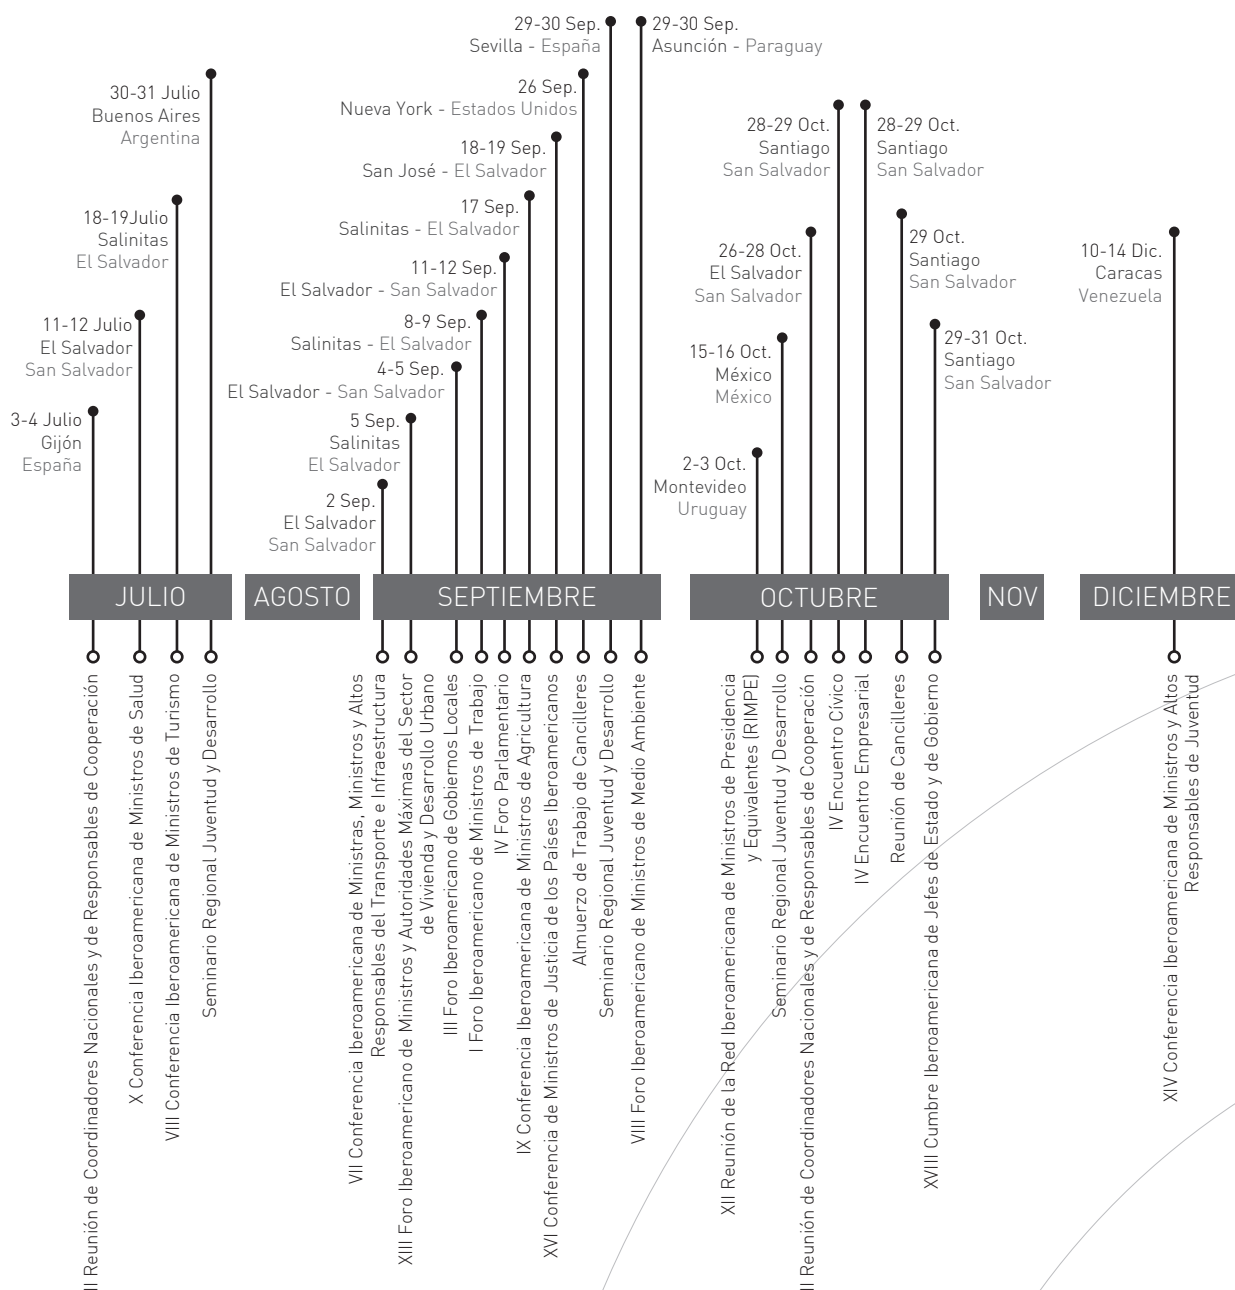 29-30 Sep.
Sevilla - España
29-30 Sep.
Asunción - Paraguay
30-31 Julio
Buenos Aires
Argentina
26 Sep.
Nueva York - Estados Unidos
18-19 Sep.
San José - El Salvador
28-29 Oct.
Santiago
San Salvador
28-29 Oct.
Santiago
San Salvador
18-19Julio
Salinitas
El Salvador
17 Sep.
Salinitas - El Salvador
11-12 Sep.
El Salvador - San Salvador
26-28 Oct.
El Salvador
San Salvador
29 Oct.
Santiago
San Salvador
10-14 Dic.
Caracas
Venezuela
11-12 Julio
El Salvador
San Salvador
8-9 Sep.
Salinitas - El Salvador
4-5 Sep.
El Salvador - San Salvador
15-16 Oct.
México
México
29-31 Oct.
Santiago
San Salvador
3-4 Julio
Gijón
España
5 Sep.
Salinitas
El Salvador
2-3 Oct.
Montevideo
Uruguay
2 Sep.
El Salvador
San Salvador
JULIO
AGOSTO
SEPTIEMBRE
OCTUBRE
NOV
DICIEMBRE
II Reunión de Coordinadores Nacionales y de Responsables de Cooperación
X Conferencia Iberoamericana de Ministros de Salud
VIII Conferencia Iberoamericana de Ministros de Turismo
Seminario Regional Juventud y Desarrollo
VII Conferencia Iberoamericana de Ministras, Ministros y Altos
Responsables del Transporte e Infraestructura
XIII Foro Iberoamericano de Ministros y Autoridades Máximas del Sector
de Vivienda y Desarrollo Urbano
III Foro Iberoamericano de Gobiernos Locales
I Foro Iberoamericano de Ministros de Trabajo
IV Foro Parlamentario
IX Conferencia Iberoamericana de Ministros de Agricultura
XVI Conferencia de Ministros de Justicia de los Países Iberoamericanos
Almuerzo de Trabajo de Cancilleres
Seminario Regional Juventud y Desarrollo
VIII Foro Iberoamericano de Ministros de Medio Ambiente
XII Reunión de la Red Iberoamericana de Ministros de Presidencia
y Equivalentes (RIMPE)
Seminario Regional Juventud y Desarrollo
II Reunión de Coordinadores Nacionales y de Responsables de Cooperación
IV Encuentro Cívico
IV Encuentro Empresarial
Reunión de Cancilleres
XVIII Cumbre Iberoamericana de Jefes de Estado y de Gobierno
XIV Conferencia Iberoamericana de Ministros y Altos
Responsables de Juventud